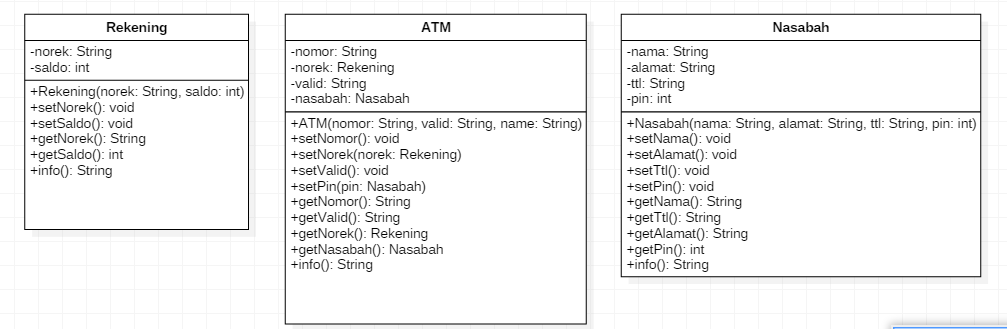 Rekening
-norek: String
-saldo: int
+Rekening(norek: String, saldo: int)
+setNorek(): void
+setSaldo(): void
+getNorek(): String
+getSaldo(): int
+info(): String
ATM
-nomor: String
-norek: Rekening
-valid: String
-nasabah: Nasabah
+ATM(nomor: String, valid: String, name: String)
+setNomor(): void
+setNorek(norek: Rekening)
+setValid(): void
+setPin(pin: Nasabah)
+getNomor(): String
+getValid(): String
+getNorek(): Rekening
+getNasabah(): Nasabah
+info(): String
Nasabah
-nama: String
-alamat: String
-ttl: String
-pin: int
+Nasabah(nama: String, alamat: String, ttl: String, pin: int)
+setNama(): void
+setAlamat(): void
+setTtl(): void
+setPin(): void
+getNama(): String
+getTtl(): String
+getAlamat(): String
+getPin(): int
+info(): String